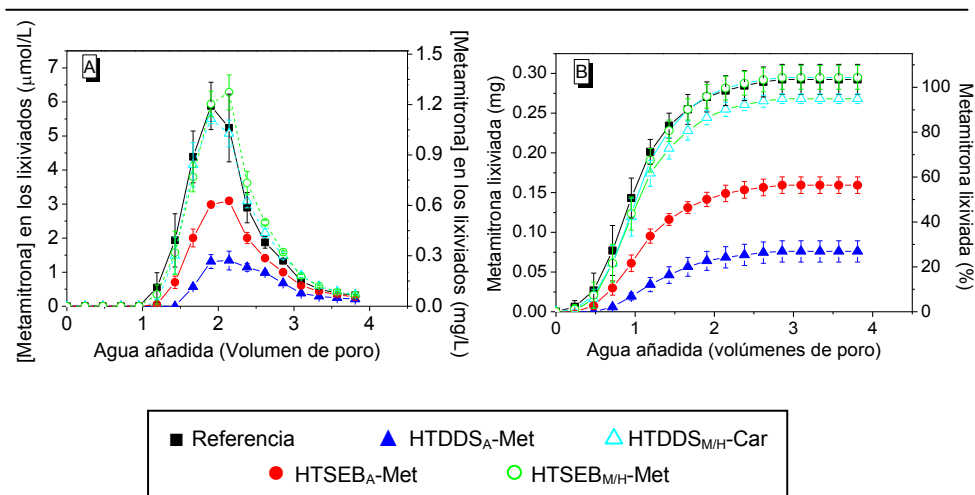 A
[Metamitrona] en los lixiviados (μmol/L)
7
6
5
4
3
2
1
0
0 1 2 3 4
Agua añadida (Volumen de poro)
1.5
1.2
0.9
0.6
0.3
0.0
[Metamitrona] en los lixiviados (mg/L)
B
Metamitrona lixiviada (mg)
0.30
0.25
0.20
0.15
0.10
0.05
0.00
0 1 2 3 4
Agua añadida (volúmenes de poro)
100
80
60
40
20
0
Metamitrona lixiviada (%)
Referencia HTDDS_A-Met HTDDS_M/H-Car
HTSEB_A-Met HTSEB_M/H-Met